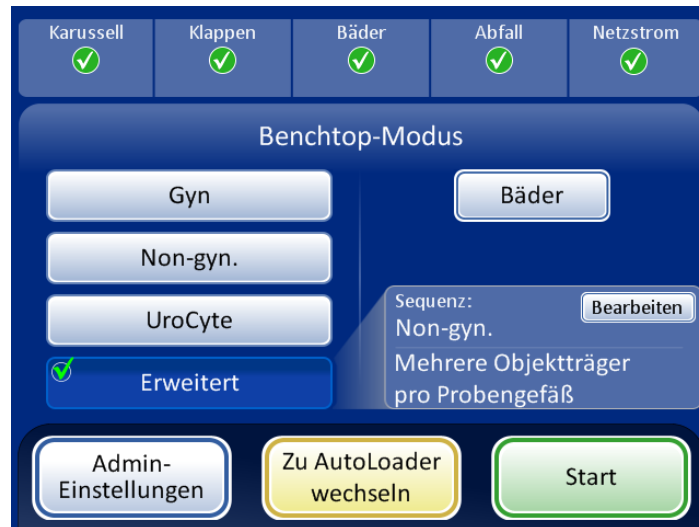 Karussell
Klappen
Bäder
Abfall
Netzstrom
Benchtop-Modus
Gyn
Bäder
Non-gyn.
UroCyte
Sequenz:
Bearbeiten
Non-gyn.
Mehrere Objektträger
pro Probengefäß
Erweitert
Admin-
Einstellungen
Zu AutoLoader
wechseln
Start